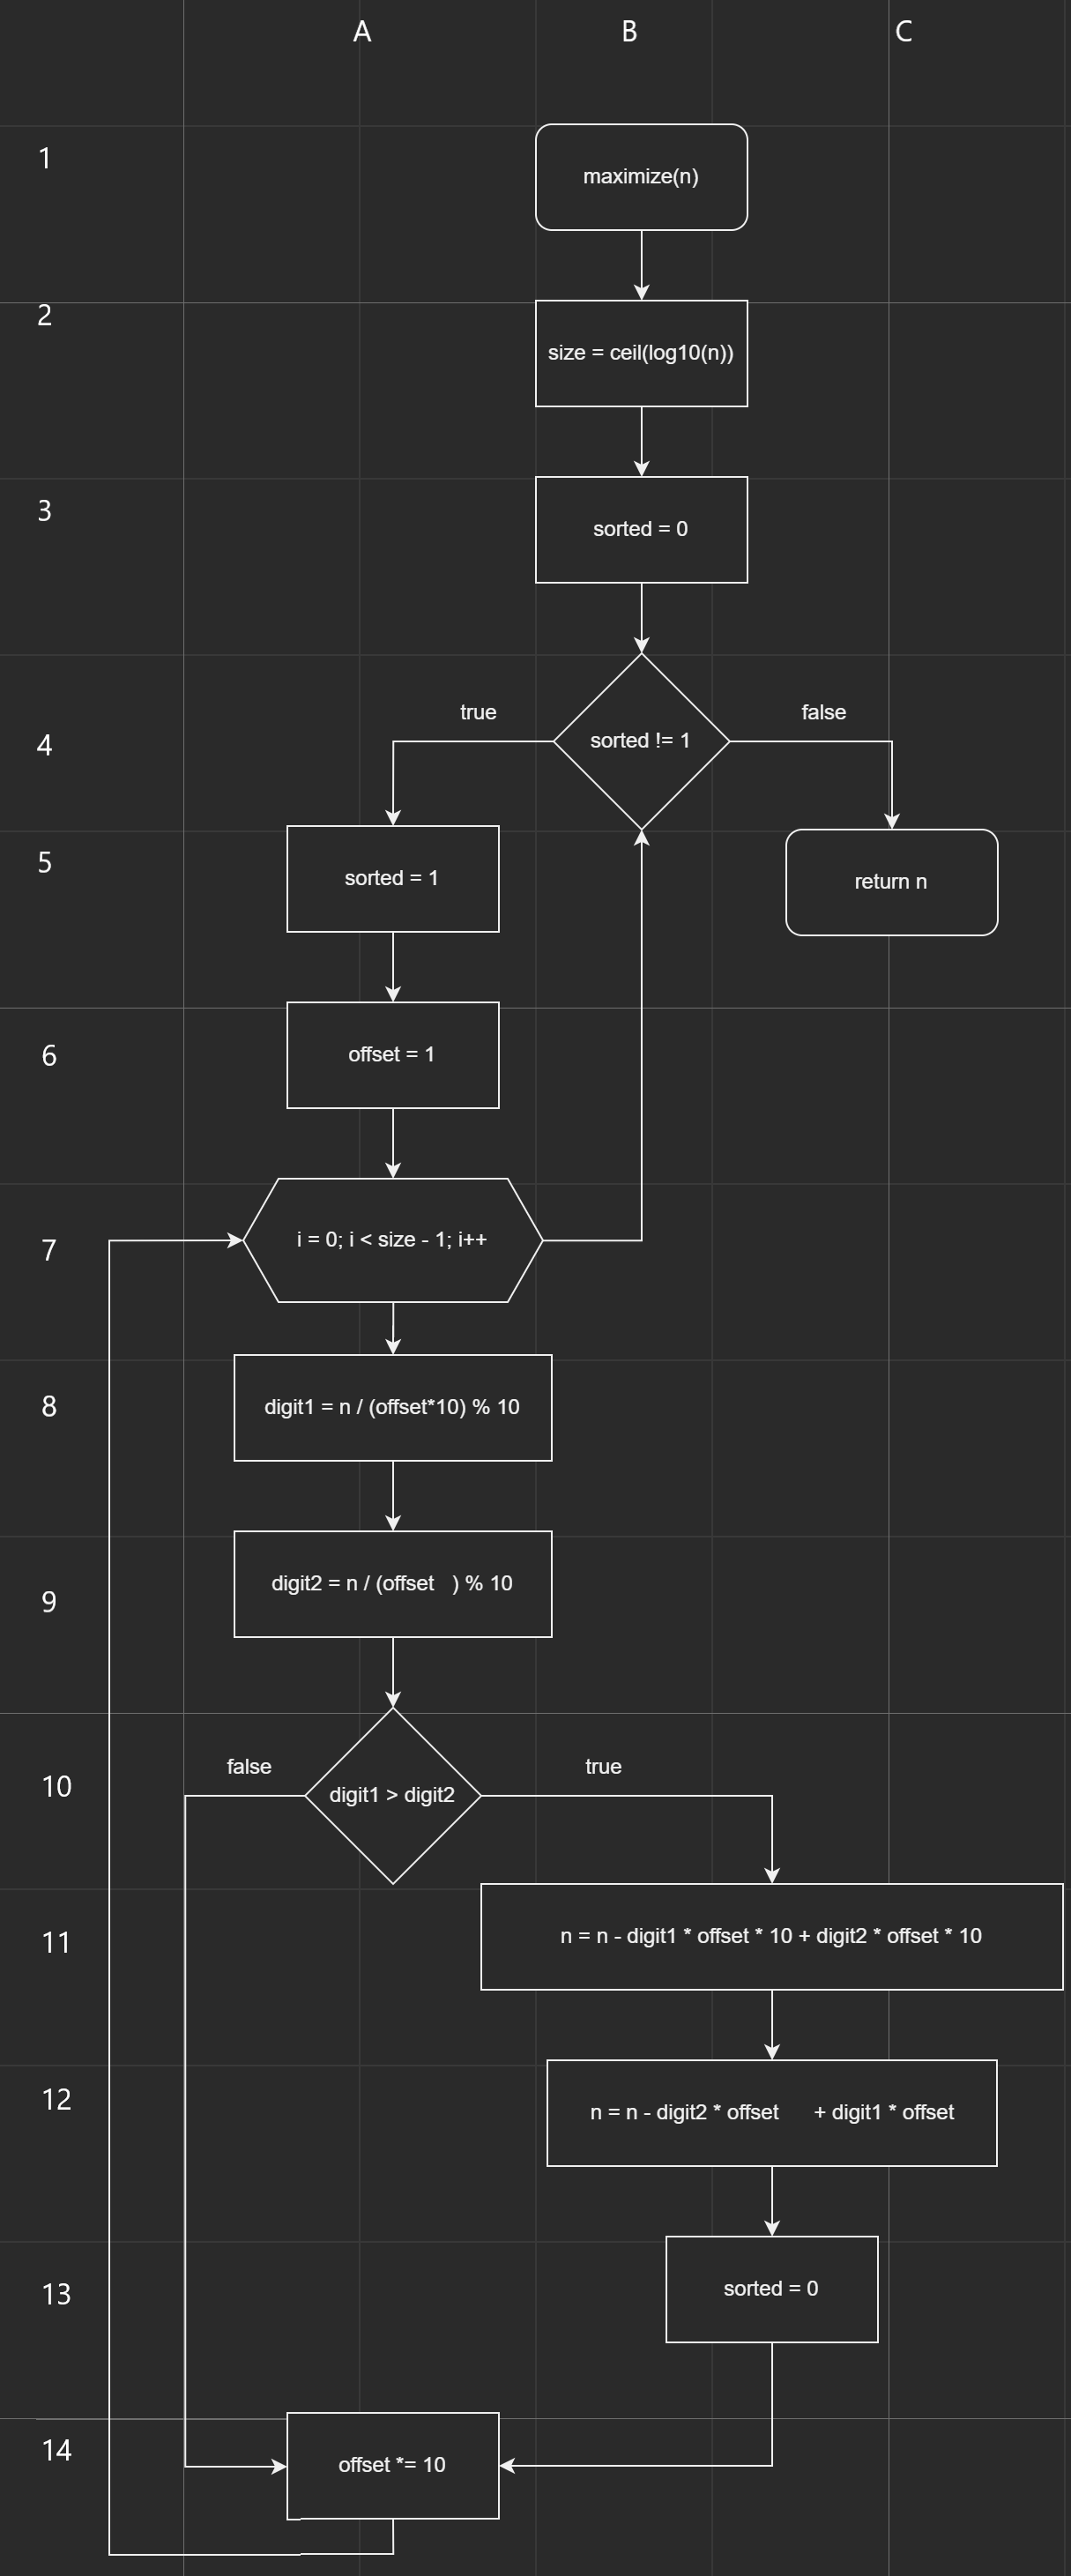 A
B
C
1
maximize(n)
2
size = ceil(log10(n))
3
sorted = 0
true
false
4
sorted != 1
5
sorted = 1
return n
6
offset = 1
7
i = 0; i < size - 1; i++
8
digit1 = n / (offset*10) % 10
9
digit2 = n / (offset   ) % 10
false
true
10
digit1 > digit2
11
n = n - digit1 * offset * 10 + digit2 * offset * 10
12
n = n - digit2 * offset      + digit1 * offset
13
sorted = 0
14
offset *= 10